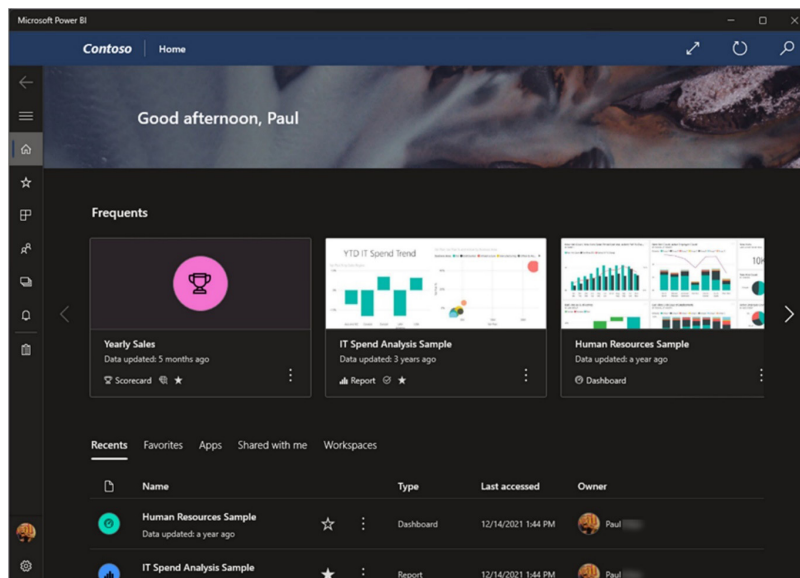 Microsoft Power BI
Contoso
Home
Good afternoon, Paul
Frequents
YTD IT Spend Trend
10K
Yearly Sales
Data updated: 5 months ago
Scorecard
IT Spend Analysis Sample
Data updated: 3 years ago
Report
Human Resources Sample
Data updated: a year ago
Dashboard
Recents Favorites Apps Shared with me Workspaces
Name Type Last accessed Owner
Human Resources Sample
Data updated: a year ago
Dashboard 12/14/2021 1:44 PM Paul
IT Spend Analysis Sample
Report 12/14/2021 1:44 PM Paul